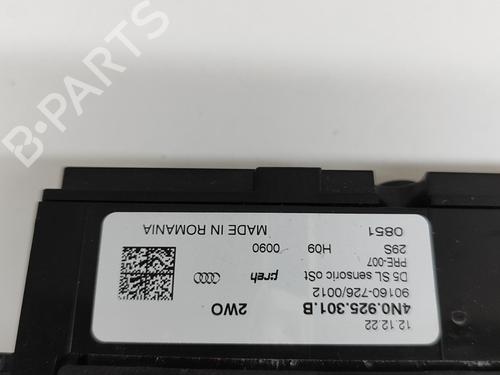 B-PARTS
12.12.22
4N0.925.301.B 2WO
90160-726/0012
D5 SL sensoric oSt preh
PRE-007
29S H09 0090
0851 MADE IN ROMANIA